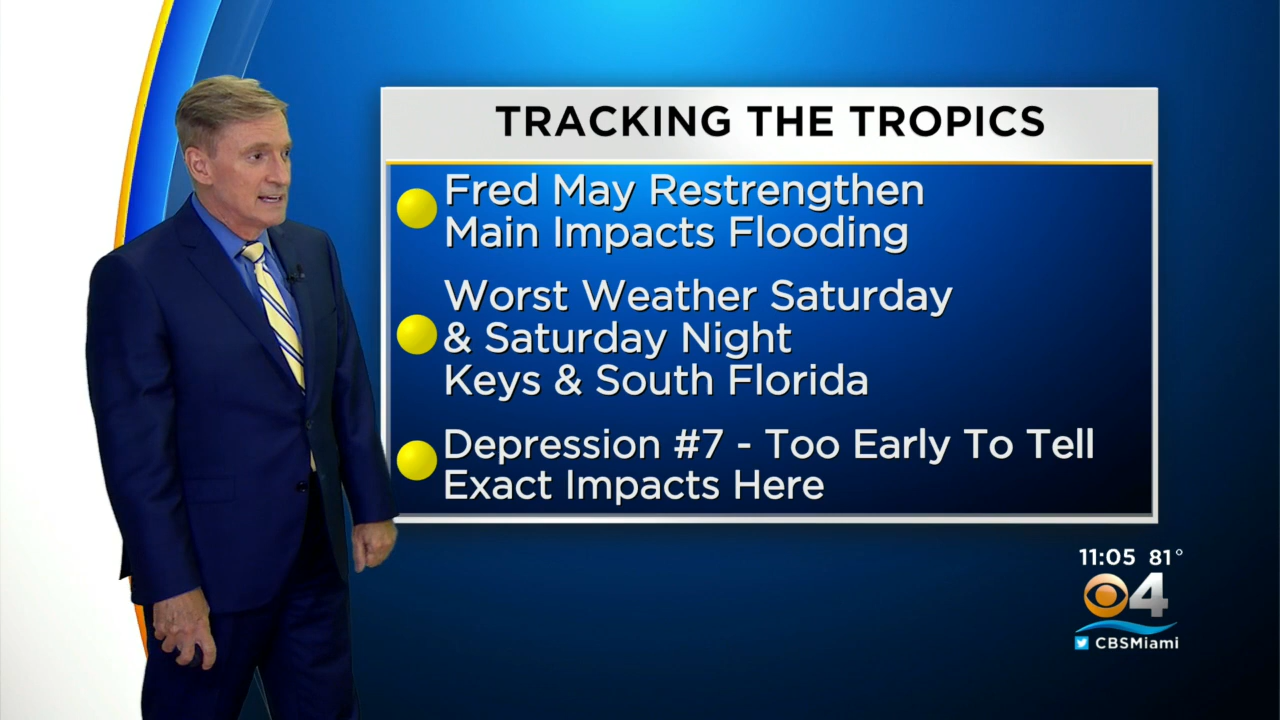 TRACKING THE TROPICS
Fred May Restrengthen
Main Impacts Flooding
Worst Weather Saturday
& Saturday Night
Keys & South Florida
Depression #7 - Too Early To Tell
Exact Impacts Here
11:05 81°
4
CBSMiami